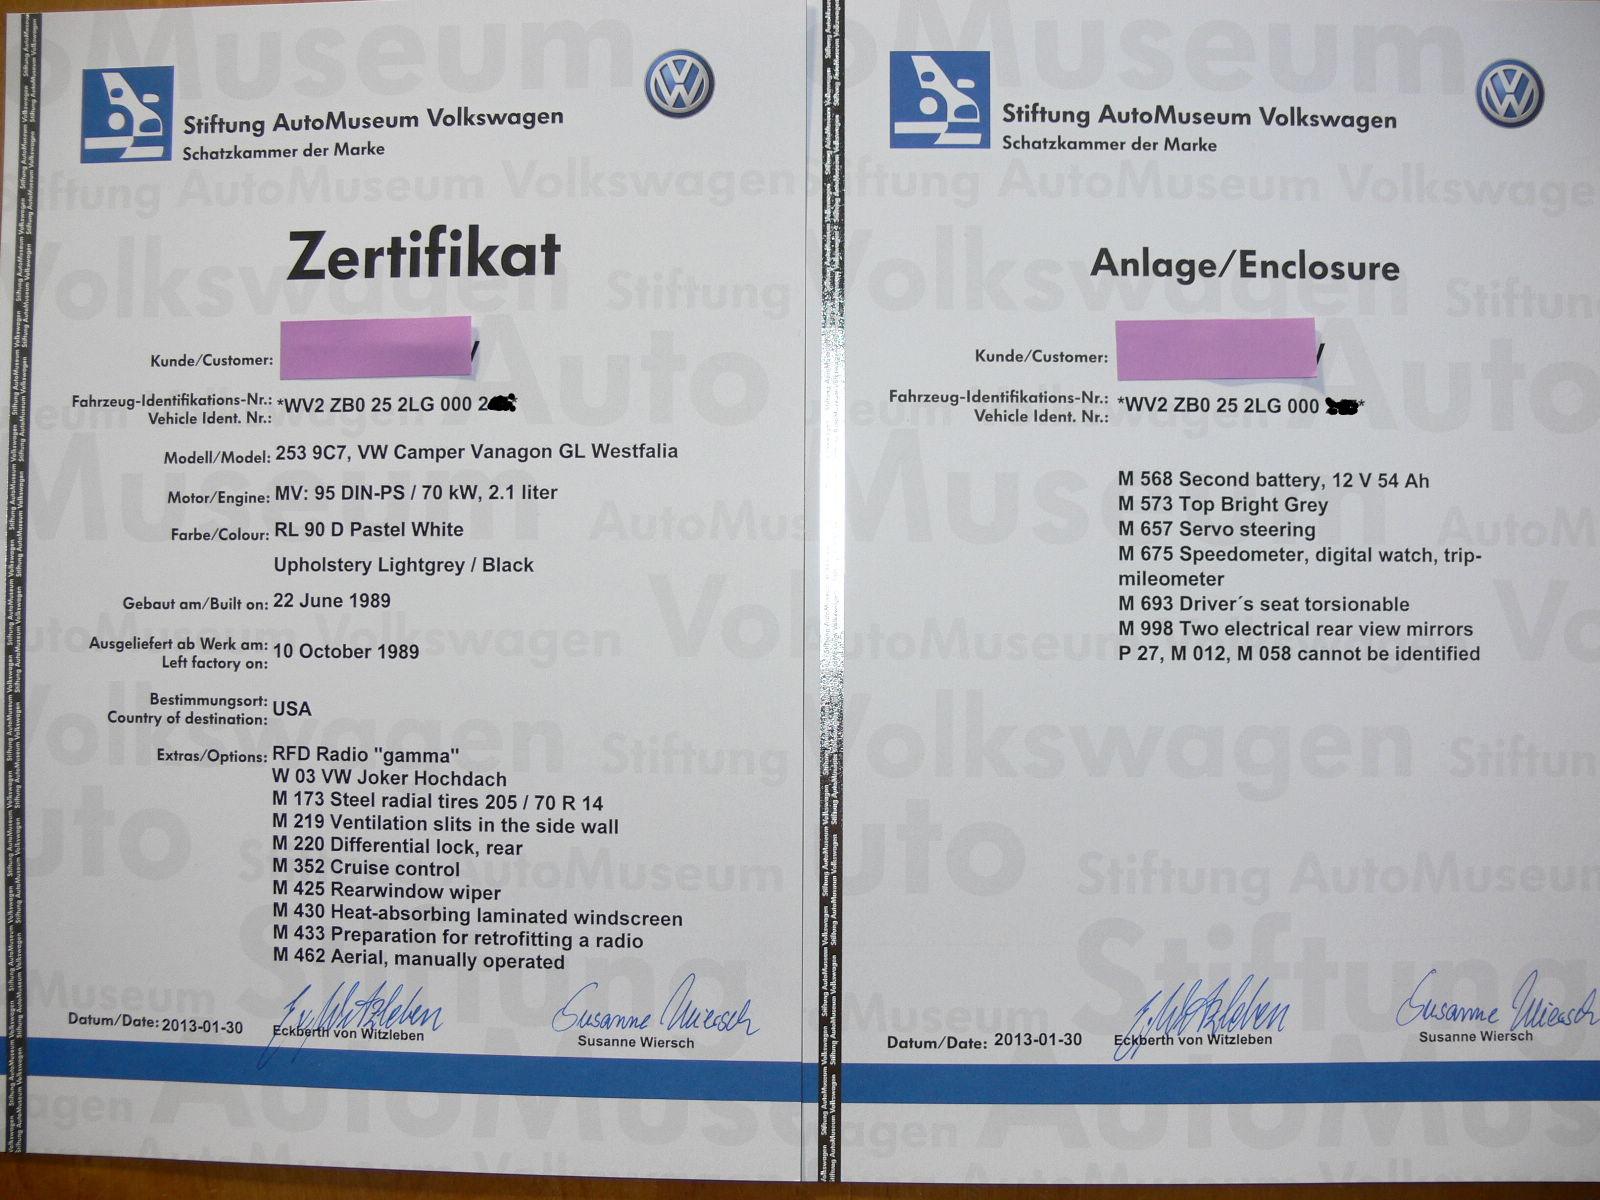 Stiftung AutoMuseum Volkswagen
Schatzkammer der Marke
Zertifikat
Kunde/Customer:
Fahrzeug-Identifikations-Nr.: *WV2 ZB0 25 2LG 000 2
Vehicle Ident. Nr.:
Modell/Model: 253 9C7, VW Camper Vanagon GL Westfalia
Motor/Engine: MV: 95 DIN-PS / 70 kW, 2.1 liter
Farbe/Colour: RL 90 D Pastel White
Upholstery Lightgrey / Black
Gebaut am/Built on: 22 June 1989
Ausgeliefert ab Werk am: 10 October 1989
Left factory on:
Bestimmungsort: USA
Country of destination:
Extras/Options: RFD Radio "gamma"
W 03 VW Joker Hochdach
M 173 Steel radial tires 205 / 70 R 14
M 219 Ventilation slits in the side wall
M 220 Differential lock, rear
M 352 Cruise control
M 425 Rearwindow wiper
M 430 Heat-absorbing laminated windscreen
M 433 Preparation for retrofitting a radio
M 462 Aerial, manually operated
Datum/Date: 2013-01-30
Eckberth von Witzleben
Susanne Wiersch
Stiftung AutoMuseum Volkswagen
Schatzkammer der Marke
Anlage/Enclosure
Kunde/Customer:
Fahrzeug-Identifikations-Nr.: *WV2 ZB0 25 2LG 000 *
Vehicle Ident. Nr.:
M 568 Second battery, 12 V 54 Ah
M 573 Top Bright Grey
M 657 Servo steering
M 675 Speedometer, digital watch, trip-
mileometer
M 693 Driver´s seat torsionable
M 998 Two electrical rear view mirrors
P 27, M 012, M 058 cannot be identified
Datum/Date: 2013-01-30
Eckberth von Witzleben
Susanne Wiersch